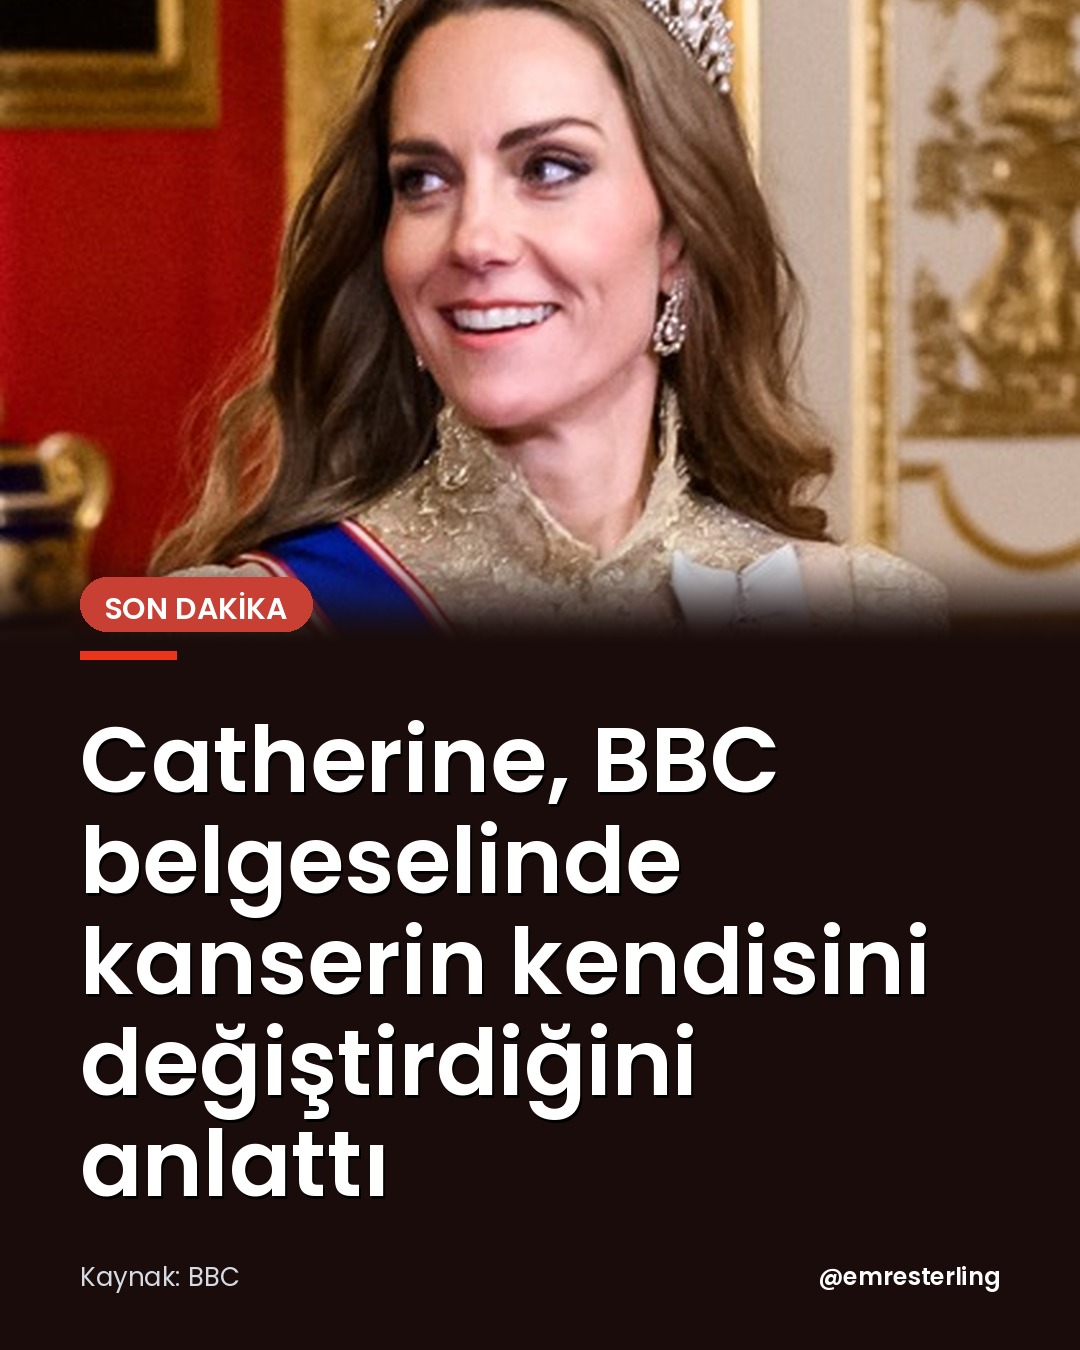 SON DAKİKA
Catherine, BBC
belgeselinde
kanserin kendisini
değiştirdiğini
anlattı
Kaynak: BBC
@emresterling